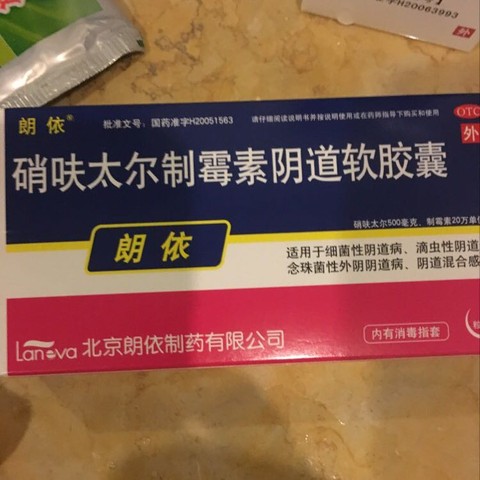 H20063993
外
朗依®
批准文号：国药准字H20051563
请仔细阅读说明书并按说明使用或在药师指导下购买和使用
OTC
外
硝呋太尔制霉素阴道软胶囊
硝呋太尔500毫克、制霉素20万单位
朗依
适用于细菌性阴道病、滴虫性阴道
念珠菌性外阴阴道病、阴道混合感
Lanova 北京朗依制药有限公司
内有消毒指套
粒